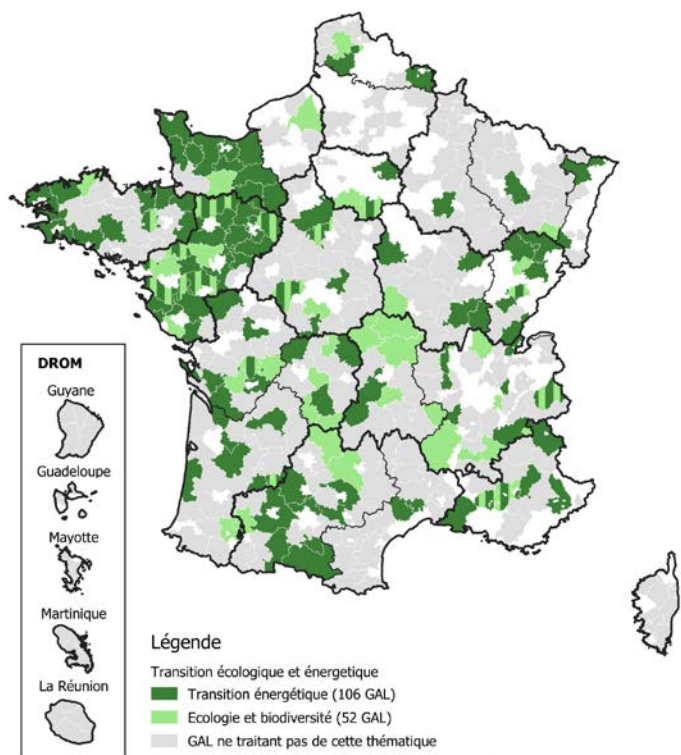 DROM
Guyane
Guadeloupe
Mayotte
Martinique
La Réunion
Légende
Transition écologique et énergetique
Transition énergétique (106 GAL)
Ecologie et biodiversité (52 GAL)
GAL ne traitant pas de cette thématique